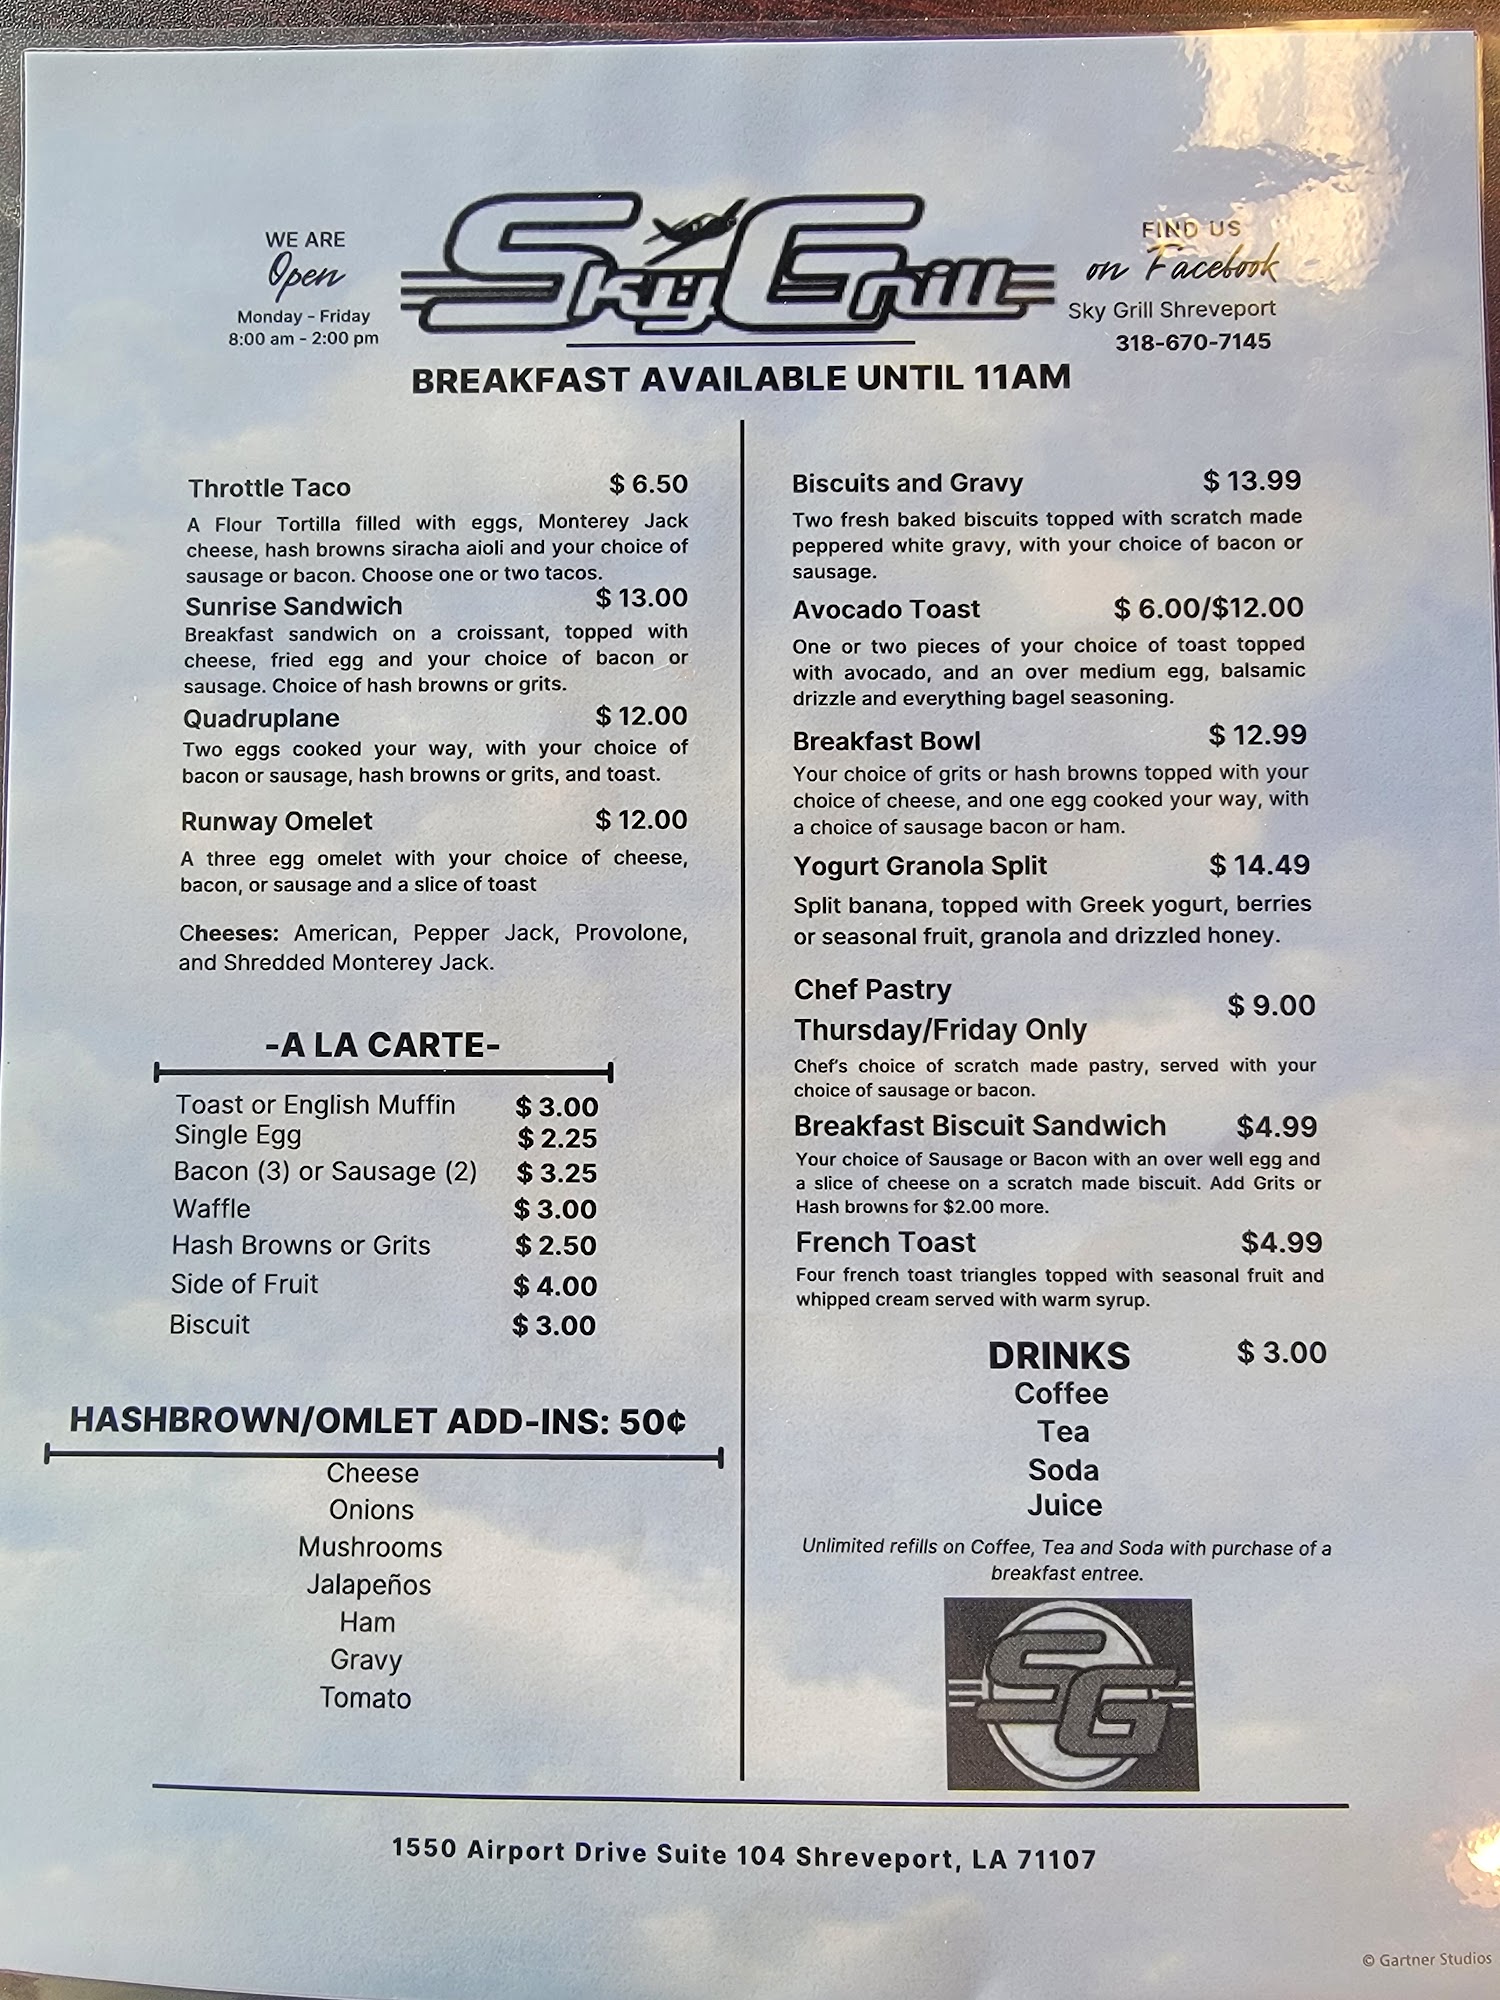 WE ARE
Open
Monday - Friday
8:00 am - 2:00 pm
Sky Grill
FIND US
on Facebook
Sky Grill Shreveport
318-670-7145
BREAKFAST AVAILABLE UNTIL 11AM
Throttle Taco $ 6.50
A Flour Tortilla filled with eggs, Monterey Jack
cheese, hash browns siracha aioli and your choice of
sausage or bacon. Choose one or two tacos.
Sunrise Sandwich $ 13.00
Breakfast sandwich on a croissant, topped with
cheese, fried egg and your choice of bacon or
sausage. Choice of hash browns or grits.
Quadruplane $ 12.00
Two eggs cooked your way, with your choice of
bacon or sausage, hash browns or grits, and toast.
Runway Omelet $ 12.00
A three egg omelet with your choice of cheese,
bacon, or sausage and a slice of toast
Cheeses: American, Pepper Jack, Provolone,
and Shredded Monterey Jack.
-A LA CARTE-
Toast or English Muffin $ 3.00
Single Egg $ 2.25
Bacon (3) or Sausage (2) $ 3.25
Waffle $ 3.00
Hash Browns or Grits $ 2.50
Side of Fruit $ 4.00
Biscuit $ 3.00
HASHBROWN/OMLET ADD-INS: 50¢
Cheese
Onions
Mushrooms
Jalapeños
Ham
Gravy
Tomato
Biscuits and Gravy $ 13.99
Two fresh baked biscuits topped with scratch made
peppered white gravy, with your choice of bacon or
sausage.
Avocado Toast $ 6.00/$12.00
One or two pieces of your choice of toast topped
with avocado, and an over medium egg, balsamic
drizzle and everything bagel seasoning.
Breakfast Bowl $ 12.99
Your choice of grits or hash browns topped with your
choice of cheese, and one egg cooked your way, with
a choice of sausage bacon or ham.
Yogurt Granola Split $ 14.49
Split banana, topped with Greek yogurt, berries
or seasonal fruit, granola and drizzled honey.
Chef Pastry
Thursday/Friday Only $ 9.00
Chef's choice of scratch made pastry, served with your
choice of sausage or bacon.
Breakfast Biscuit Sandwich $4.99
Your choice of Sausage or Bacon with an over well egg and
a slice of cheese on a scratch made biscuit. Add Grits or
Hash browns for $2.00 more.
French Toast $4.99
Four french toast triangles topped with seasonal fruit and
whipped cream served with warm syrup.
DRINKS $ 3.00
Coffee
Tea
Soda
Juice
Unlimited refills on Coffee, Tea and Soda with purchase of a
breakfast entree.
SG
1550 Airport Drive Suite 104 Shreveport, LA 71107
© Gartner Studios